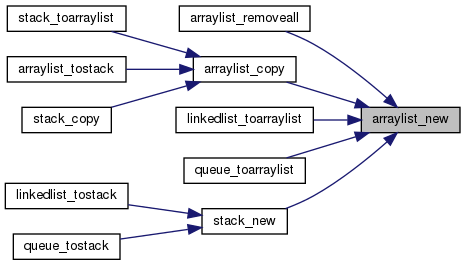 stack_toarraylist
arraylist_removeall
arraylist_tostack
arraylist_copy
stack_copy
linkedlist_toarraylist
arraylist_new
queue_toarraylist
linkedlist_tostack
stack_new
queue_tostack